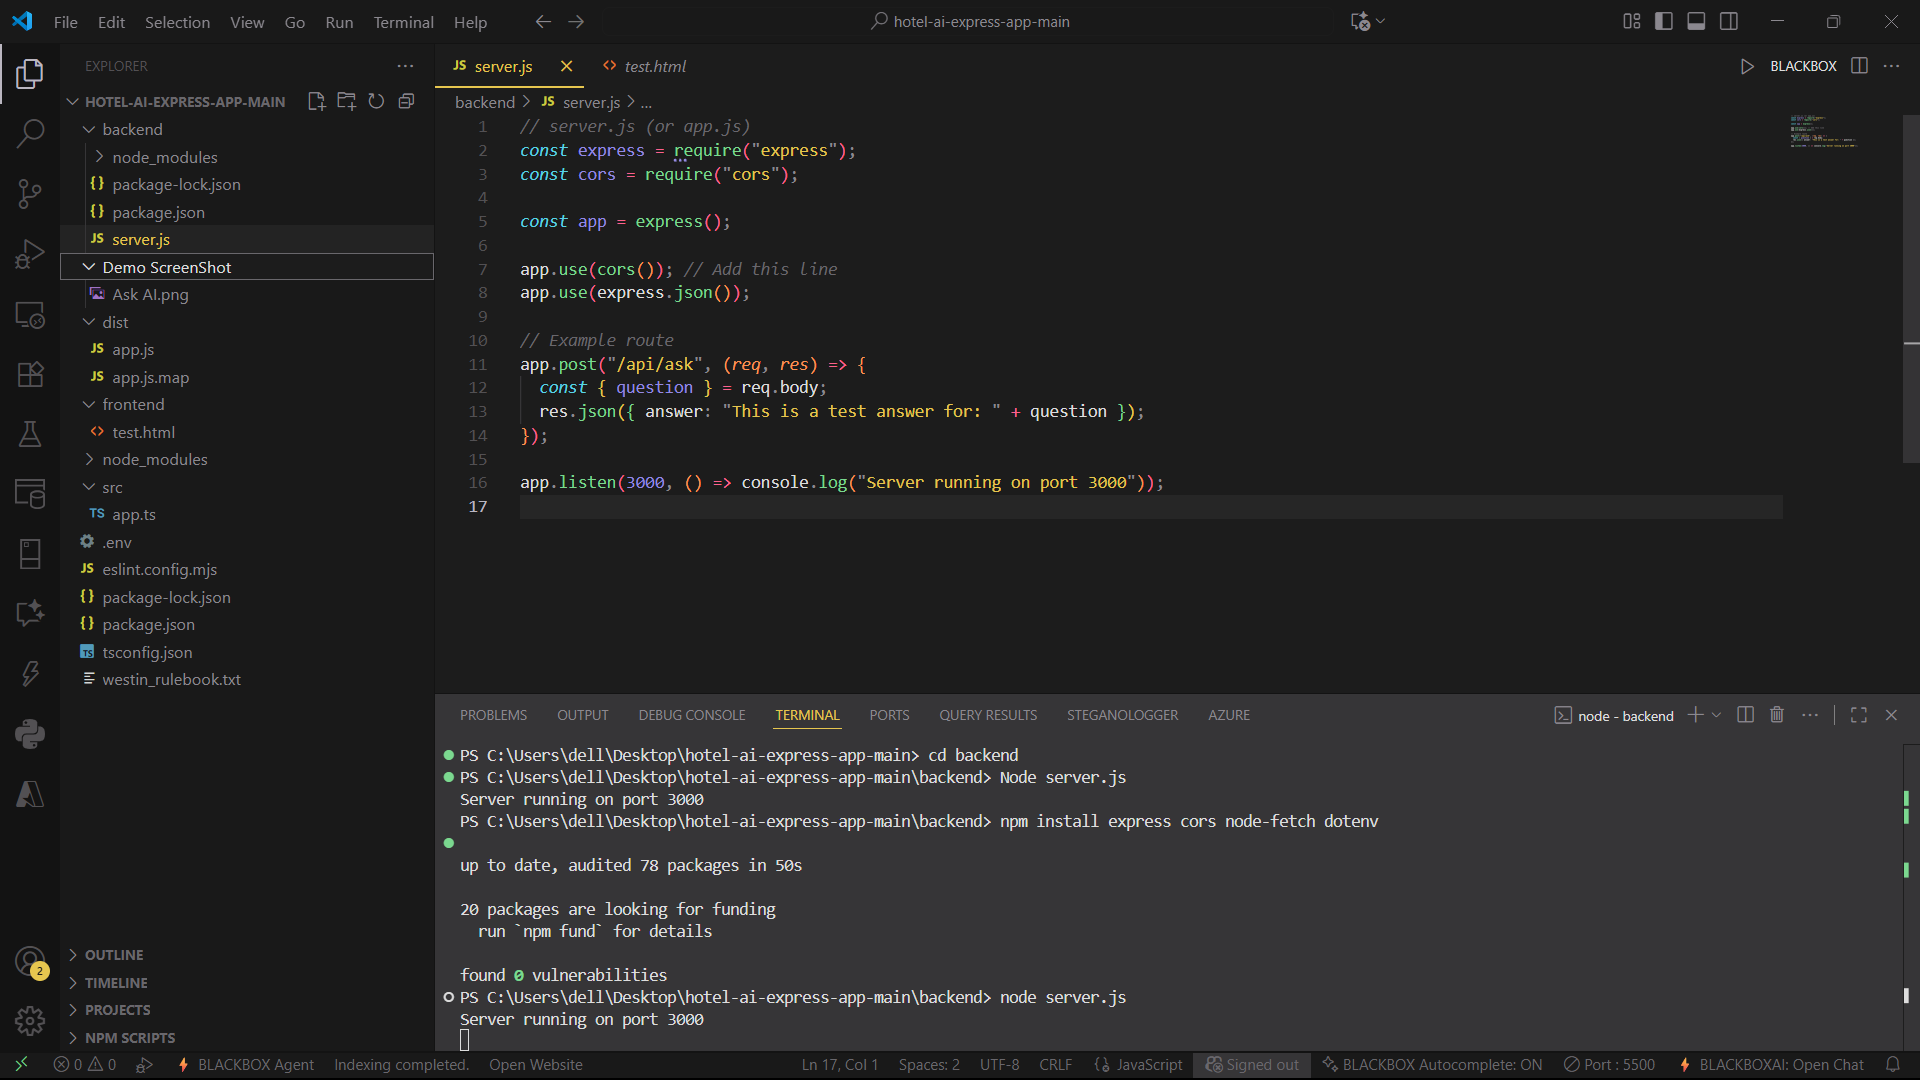 File Edit Selection View Go Run Terminal Help
hotel-ai-express-app-main
EXPLORER
HOTEL-AI-EXPRESS-APP-MAIN
backend
node_modules
{} package-lock.json
{} package.json
JS server.js
Demo ScreenShot
Ask AI.png
dist
JS app.js
JS app.js.map
frontend
<> test.html
node_modules
src
TS app.ts
.env
JS eslint.config.mjs
{} package-lock.json
{} package.json
TS tsconfig.json
westin_rulebook.txt
OUTLINE
TIMELINE
PROJECTS
NPM SCRIPTS
2
JS server.js
<> test.html
BLACKBOX
backend > JS server.js > ...
1 // server.js (or app.js)
2 const express = require("express");
3 const cors = require("cors");
4
5 const app = express();
6
7 app.use(cors()); // Add this line
8 app.use(express.json());
9
10 // Example route
11 app.post("/api/ask", (req, res) => {
12 const { question } = req.body;
13 res.json({ answer: "This is a test answer for: " + question });
14 });
15
16 app.listen(3000, () => console.log("Server running on port 3000"));
17
PROBLEMS OUTPUT DEBUG CONSOLE TERMINAL PORTS QUERY RESULTS STEGANOLOGGER AZURE
node - backend
PS C:\Users\dell\Desktop\hotel-ai-express-app-main> cd backend
PS C:\Users\dell\Desktop\hotel-ai-express-app-main\backend> Node server.js
Server running on port 3000
PS C:\Users\dell\Desktop\hotel-ai-express-app-main\backend> npm install express cors node-fetch dotenv
up to date, audited 78 packages in 50s
20 packages are looking for funding
run `npm fund` for details
found 0 vulnerabilities
PS C:\Users\dell\Desktop\hotel-ai-express-app-main\backend> node server.js
Server running on port 3000
0 0 BLACKBOX Agent Indexing completed. Open Website Ln 17, Col 1 Spaces: 2 UTF-8 CRLF {} JavaScript Signed out BLACKBOX Autocomplete: ON Port : 5500 BLACKBOXAI: Open Chat